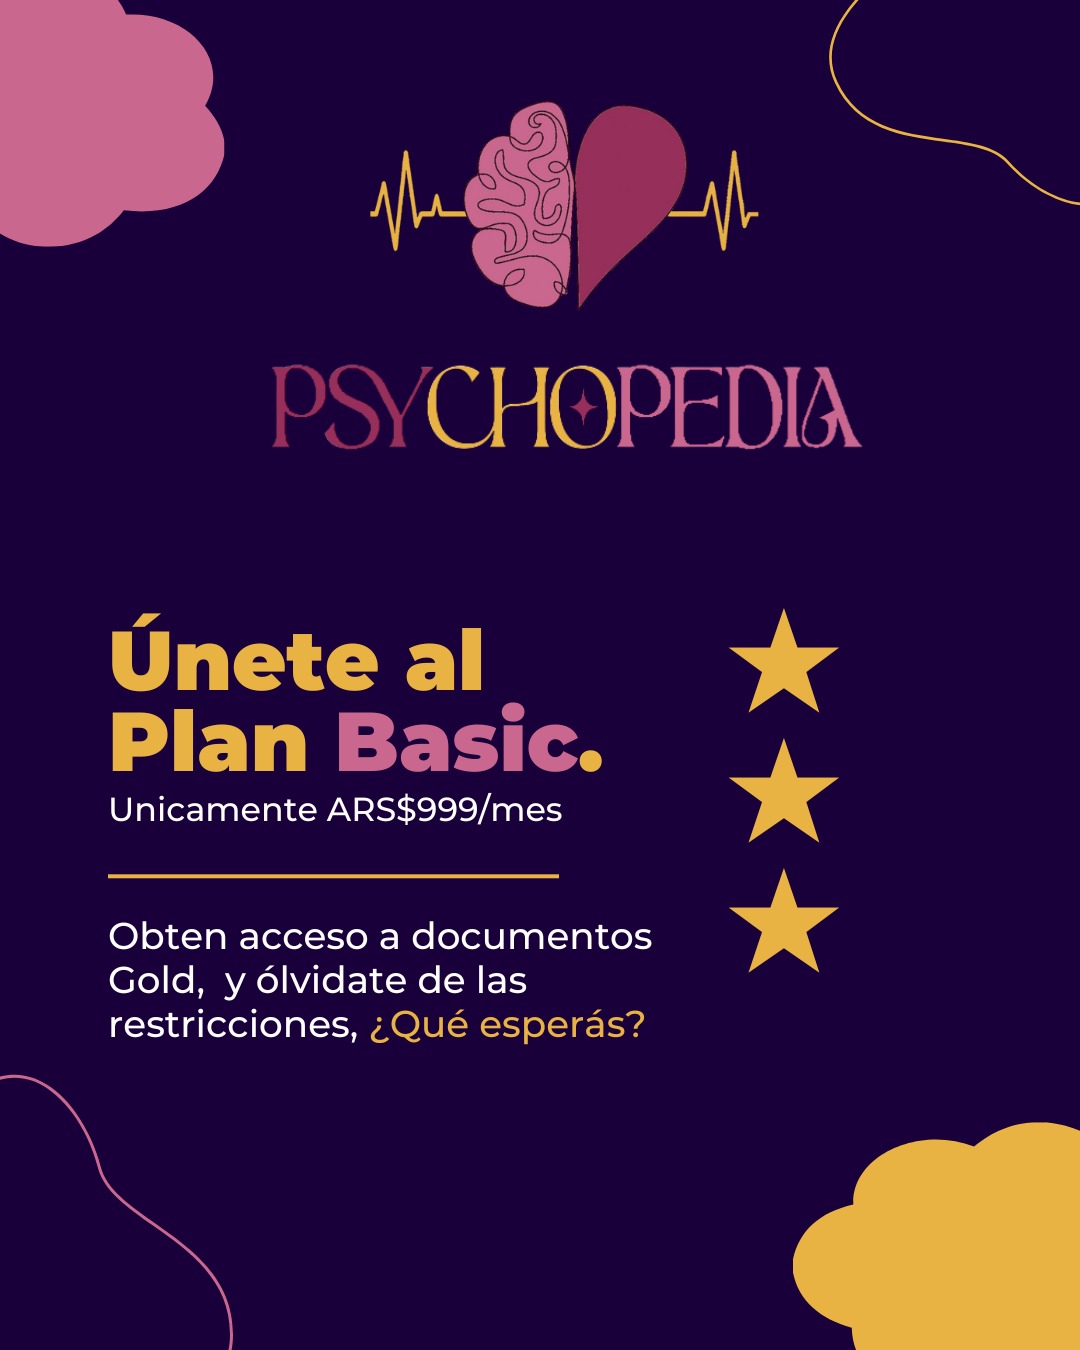 PSYCHOPEDIA
Únete al
Plan Basic.
Unicamente ARS$999/mes
Obten acceso a documentos
Gold,  y ólvidate de las
restricciones, ¿Qué esperás?